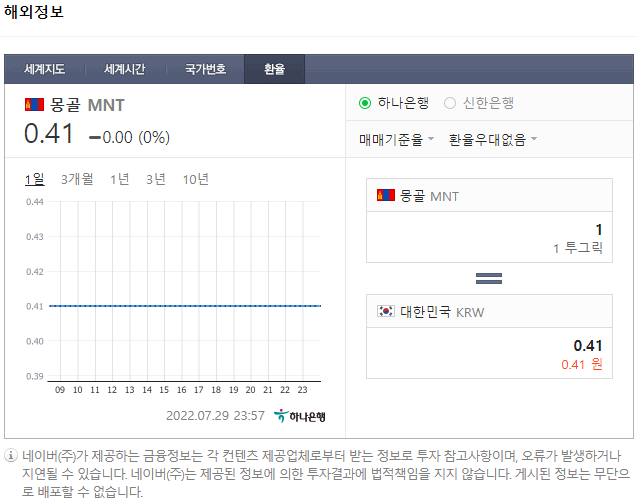 해외정보
세계지도 세계시간 국가번호 환율
몽골 MNT
0.41 0.00 (0%)
1일 3개월 1년 3년 10년
0.44
0.43
0.42
0.41
0.40
0.39
09 10 11 12 13 14 15 16 17 18 19 20 21 22 23
2022.07.29 23:57 하나은행
하나은행 신한은행
매매기준율 환율우대없음
몽골 MNT
1
1 투그릭
대한민국 KRW
0.41
0.41 원
네이버(주)가 제공하는 금융정보는 각 컨텐츠 제공업체로부터 받는 정보로 투자 참고사항이며, 오류가 발생하거나
지연될 수 있습니다. 네이버(주)는 제공된 정보에 의한 투자결과에 법적책임을 지지 않습니다. 게시된 정보는 무단으
로 배포할 수 없습니다.